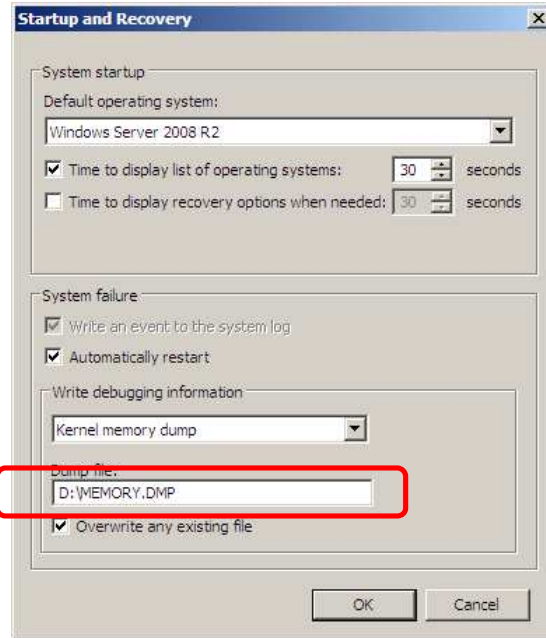 Startup and Recovery
System startup
Default operating system:
Windows Server 2008 R2
Time to display list of operating systems: 30 seconds
Time to display recovery options when needed: 30 seconds
System failure
Write an event to the system log
Automatically restart
Write debugging information
Kernel memory dump
Dump file:
D:\MEMORY.DMP
Overwrite any existing file
OK Cancel